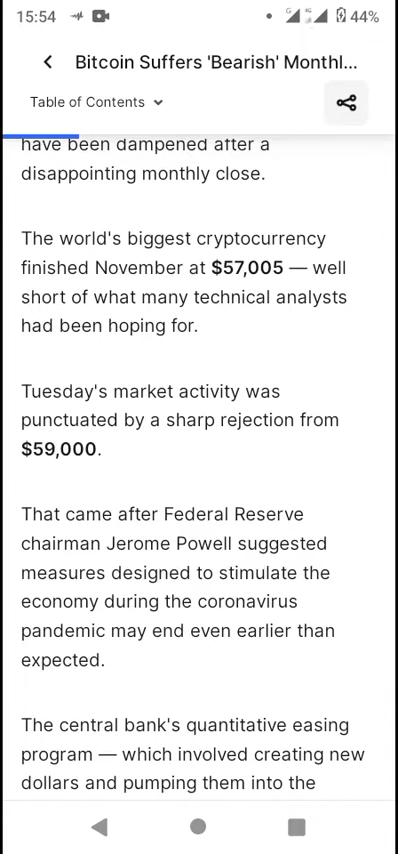 15:54
44%
Bitcoin Suffers 'Bearish' Monthl...
Table of Contents
have been dampened after a
disappointing monthly close.
The world's biggest cryptocurrency
finished November at $57,005 — well
short of what many technical analysts
had been hoping for.
Tuesday's market activity was
punctuated by a sharp rejection from
$59,000.
That came after Federal Reserve
chairman Jerome Powell suggested
measures designed to stimulate the
economy during the coronavirus
pandemic may end even earlier than
expected.
The central bank's quantitative easing
program — which involved creating new
dollars and pumping them into the